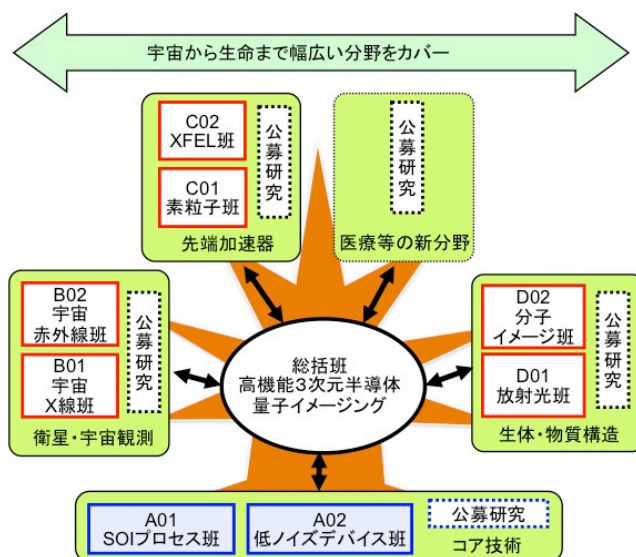 宇宙から生命まで幅広い分野をカバー
C02
XFEL班
C01
素粒子班
公募研究
先端加速器
公募研究
医療等の新分野
B02
宇宙
赤外線班
B01
宇宙
X線班
公募研究
衛星・宇宙観測
総括班
高機能3次元半導体
量子イメージング
D02
分子
イメージ班
D01
放射光班
公募研究
生体・物質構造
A01
SOIプロセス班
A02
低ノイズデバイス班
公募研究
コア技術